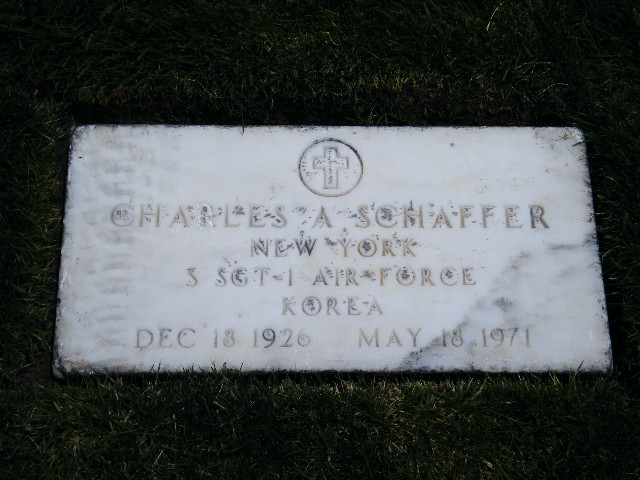 CHARLES A SCHAFFER
NEW YORK
S SGT-1 AIR FORCE
KOREA
DEC 18 1926 MAY 18 1971